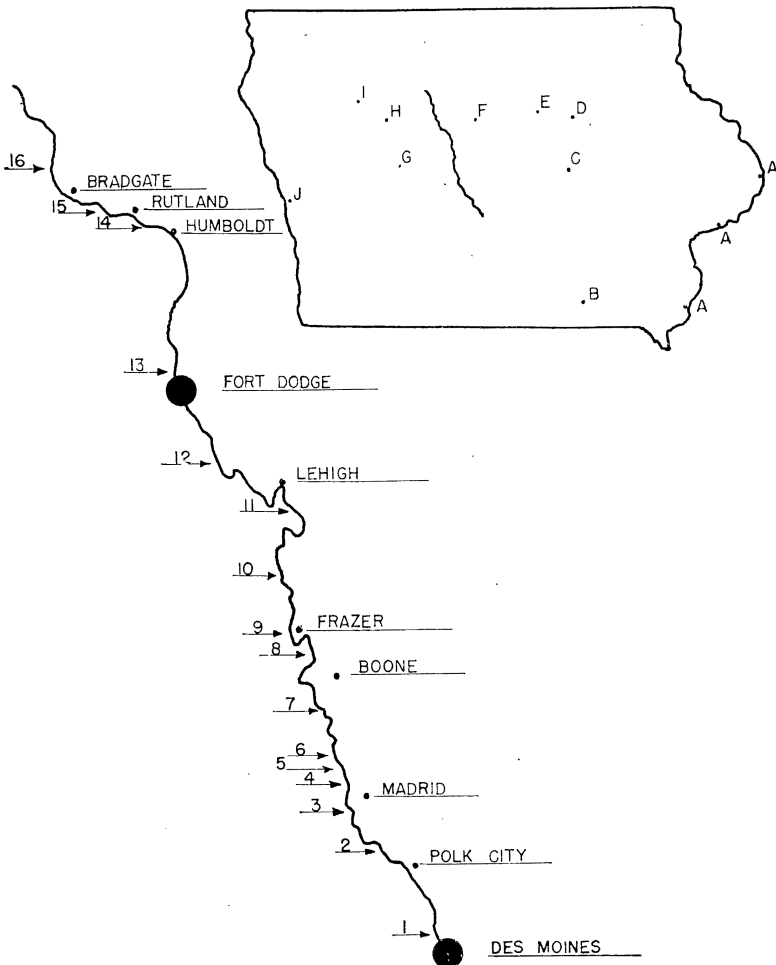 I
H
F
E
D
G
C
A
J
A
B
A
16
BRADGATE
15
RUTLAND
14
HUMBOLDT
13
FORT DODGE
12
LEHIGH
11
10
FRAZER
9
8
BOONE
7
6
5
4
MADRID
3
2
POLK CITY
1
DES MOINES